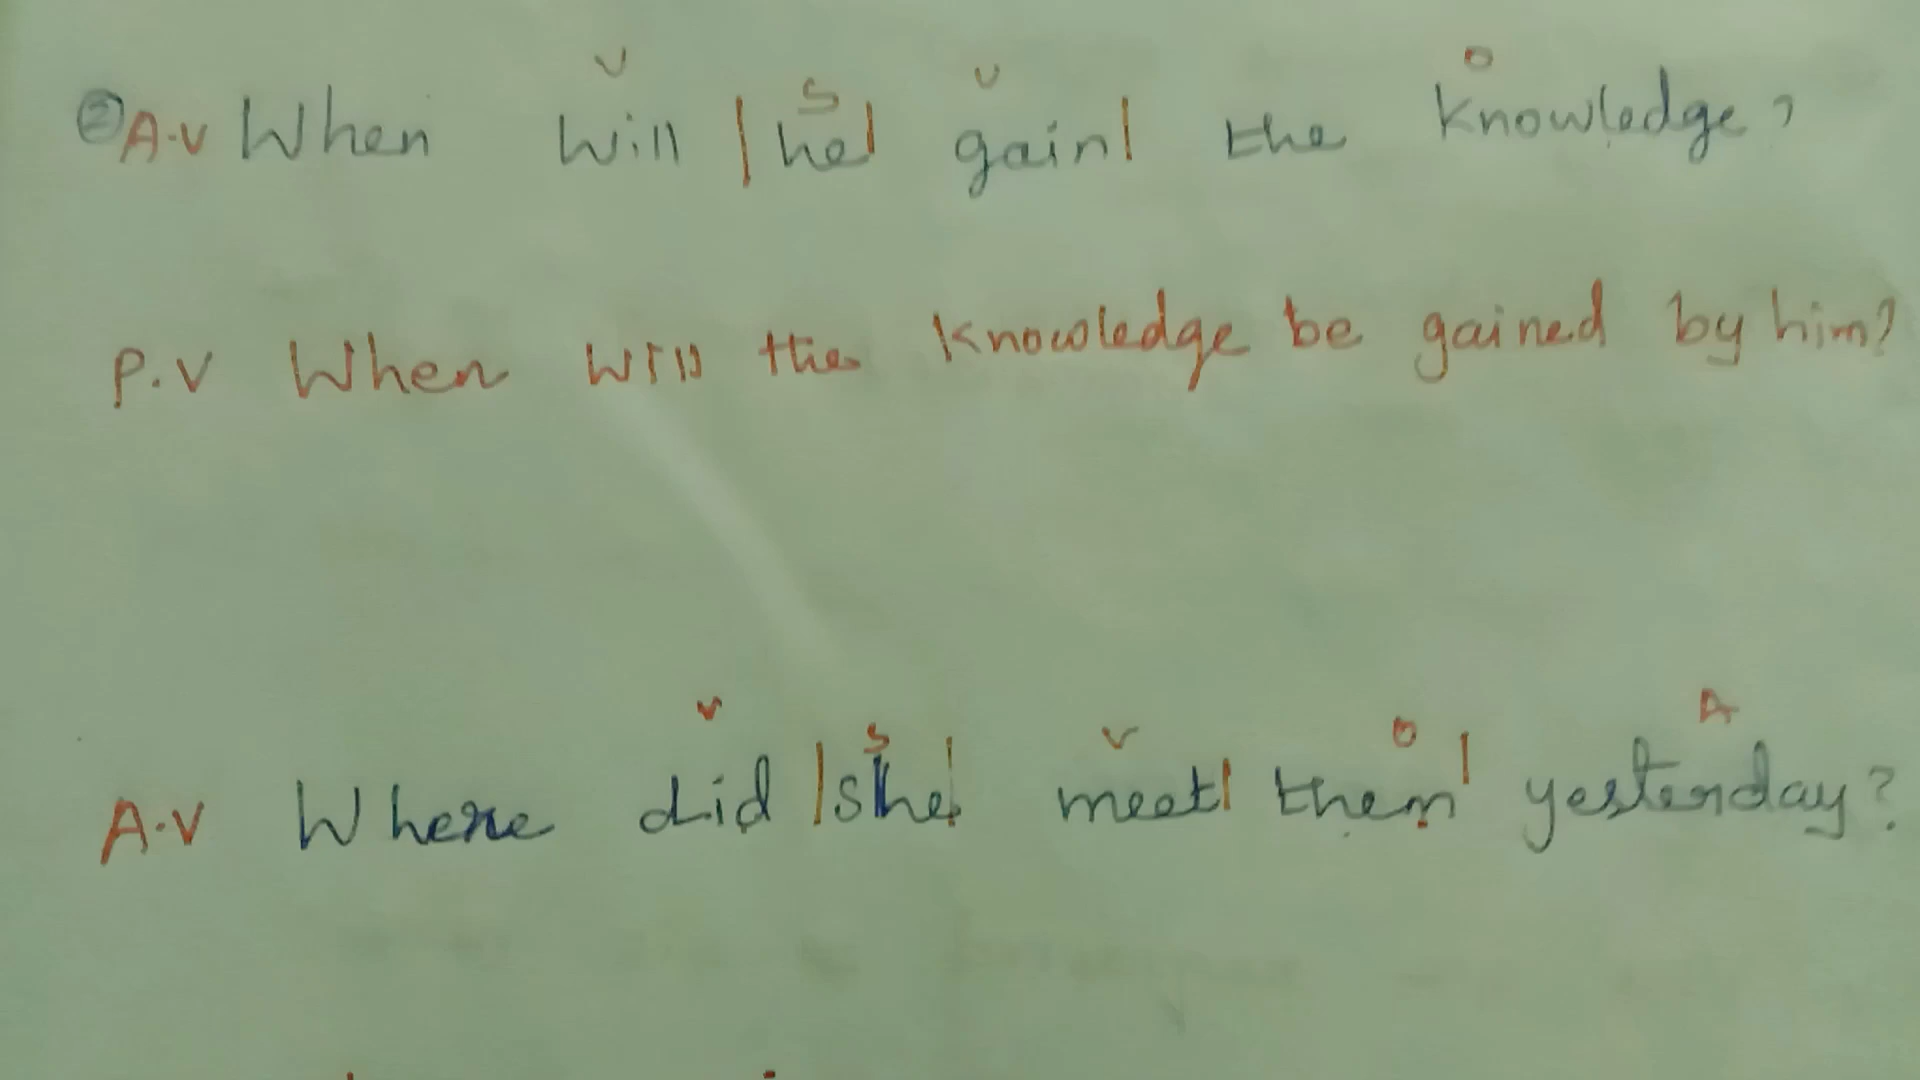 V S V O
② A.V When will | he | gain | the knowledge?
P.V When will the knowledge be gained by him?
V S V O A
A.V Where did | she | meet | them | yesterday?